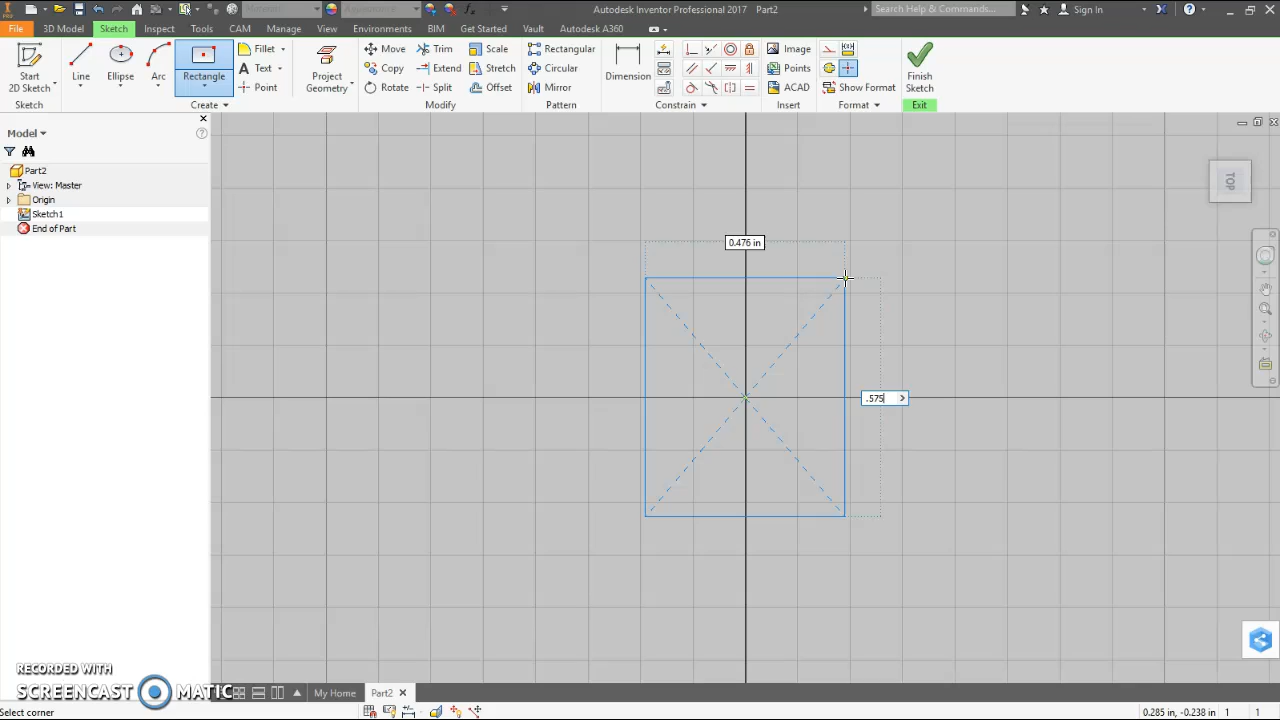 PRO
Material
Appearance
fx
Autodesk Inventor Professional 2017 Part2
Search Help & Commands...
Sign In
File 3D Model Sketch Inspect Tools CAM Manage View Environments BIM Get Started Vault Autodesk A360
Start
2D Sketch
Line
Ellipse
Arc
Rectangle
Fillet
Text
Point
Project
Geometry
Move Trim Scale
Copy Extend Stretch
Rotate Split Offset
Rectangular
Circular
Mirror
Dimension
Image
Points
ACAD
Show Format
Finish
Sketch
Sketch Create Modify Pattern Constrain Insert Format Exit
Model
Part2
View: Master
Origin
Sketch1
End of Part
TOP
0.476 in
.575
RECORDED WITH
SCREENCAST MATIC
My Home Part2
Select corner
0.285 in, -0.238 in 1 1